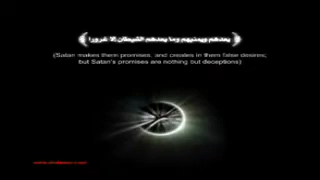 يعدهم ويمنيهم وما يعدهم الشيطان إلا غرورا
(Satan makes them promises, and creates in them false desires;
but Satan's promises are nothing but deceptions)